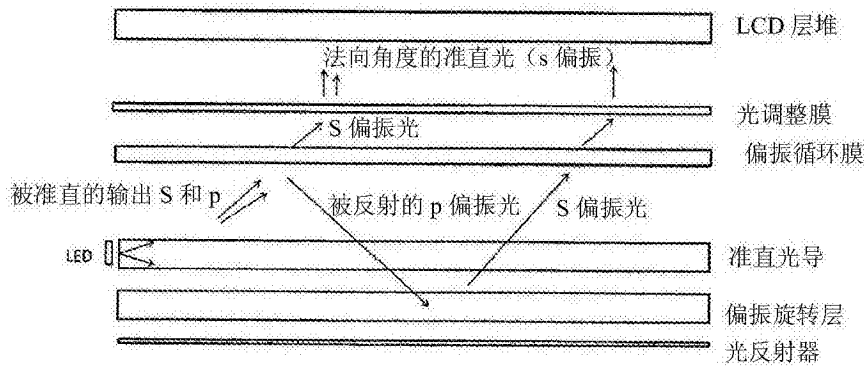 LCD 层堆
法向角度的准直光（s 偏振）
光调整膜
S 偏振光
偏振循环膜
被准直的输出 S 和 p
被反射的 p 偏振光
S 偏振光
LED
准直光导
偏振旋转层
光反射器